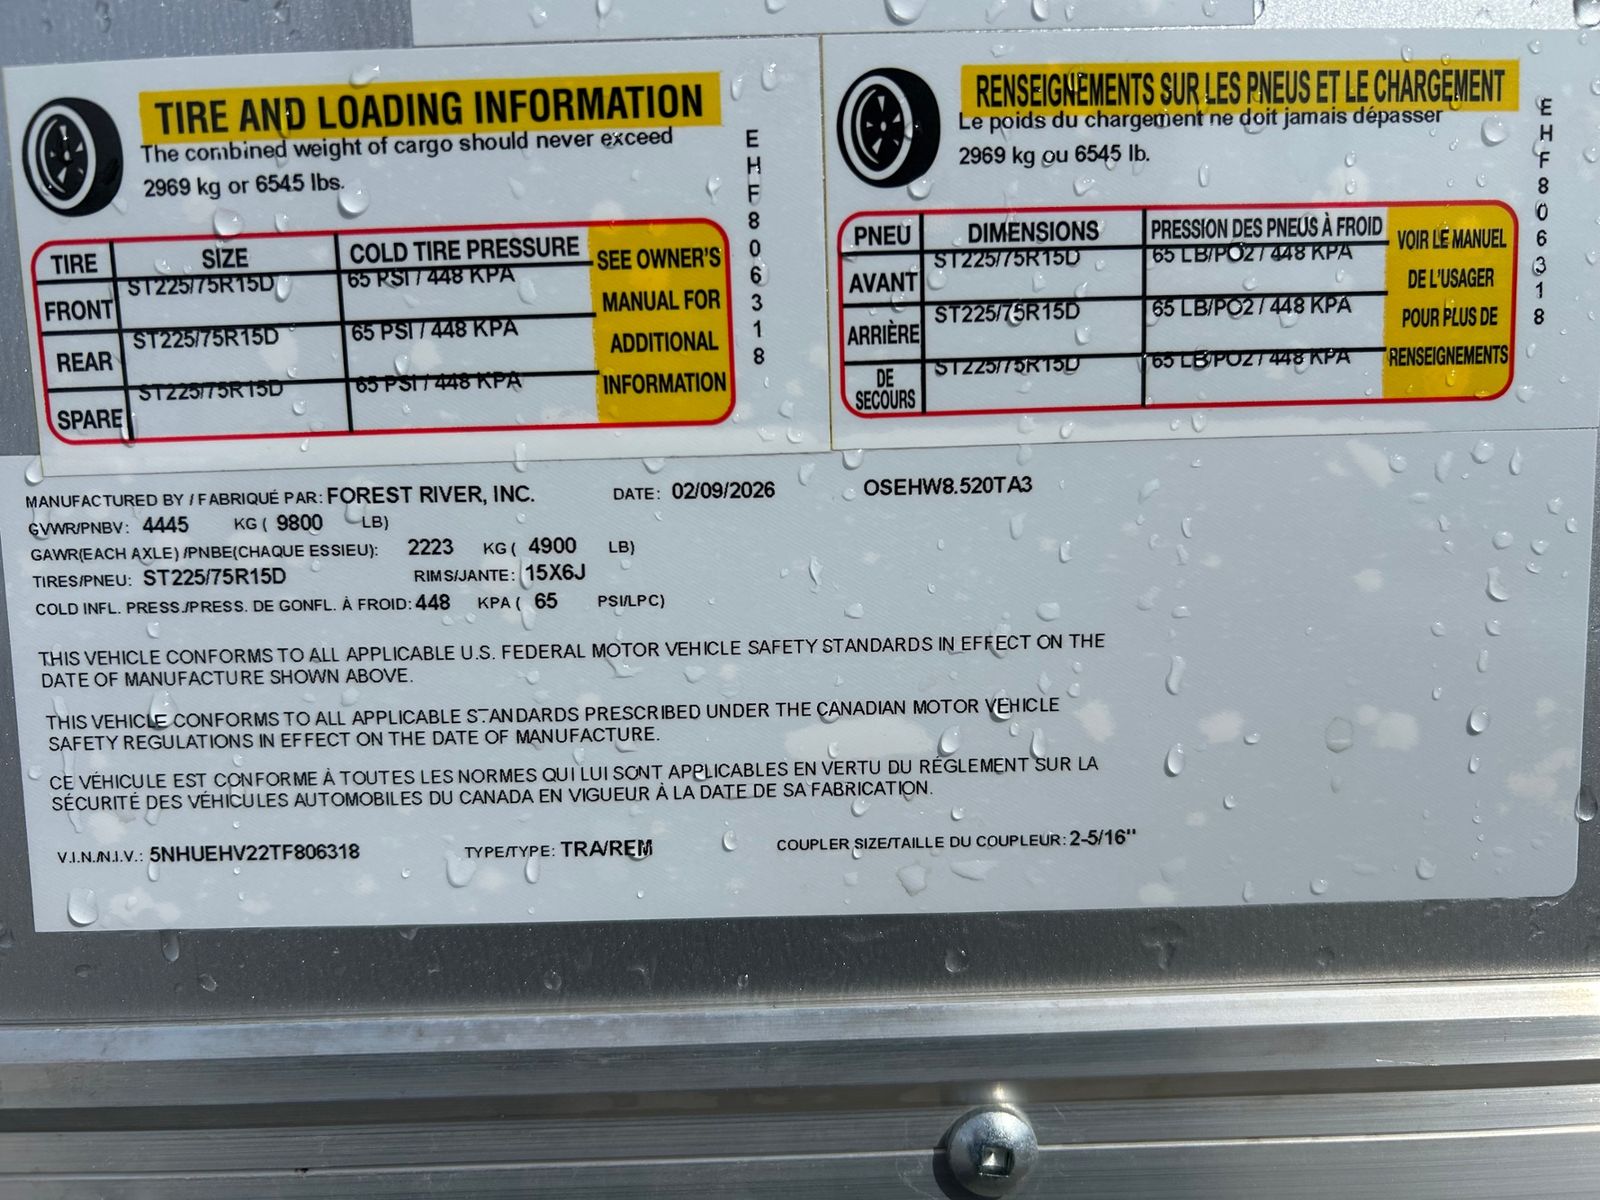 TIRE AND LOADING INFORMATION
The combined weight of cargo should never exceed
2969 kg or 6545 lbs.
TIRE SIZE COLD TIRE PRESSURE
FRONT ST225/75R15D 65 PSI / 448 KPA
REAR ST225/75R15D 65 PSI / 448 KPA
SPARE ST225/75R15D 65 PSI / 448 KPA
SEE OWNER'S
MANUAL FOR
ADDITIONAL
INFORMATION
EHF806318
RENSEIGNEMENTS SUR LES PNEUS ET LE CHARGEMENT
Le poids du chargement ne doit jamais dépasser
2969 kg ou 6545 lb.
PNEU DIMENSIONS PRESSION DES PNEUS À FROID
AVANT ST225/75R15D 65 LB/PO2 / 448 KPA
ARRIÈRE ST225/75R15D 65 LB/PO2 / 448 KPA
DE SECOURS ST225/75R15D 65 LB/PO2 / 448 KPA
VOIR LE MANUEL
DE L'USAGER
POUR PLUS DE
RENSEIGNEMENTS
EHF806318
MANUFACTURED BY / FABRIQUÉ PAR: FOREST RIVER, INC. DATE: 02/09/2026 OSEHW8.520TA3
GVWR/PNBV: 4445 KG ( 9800 LB)
GAWR(EACH AXLE) /PNBE(CHAQUE ESSIEU): 2223 KG ( 4900 LB)
TIRES/PNEU: ST225/75R15D RIMS/JANTE: 15X6J
COLD INFL. PRESS./PRESS. DE GONFL. À FROID: 448 KPA ( 65 PSI/LPC)
THIS VEHICLE CONFORMS TO ALL APPLICABLE U.S. FEDERAL MOTOR VEHICLE SAFETY STANDARDS IN EFFECT ON THE
DATE OF MANUFACTURE SHOWN ABOVE.
THIS VEHICLE CONFORMS TO ALL APPLICABLE STANDARDS PRESCRIBED UNDER THE CANADIAN MOTOR VEHICLE
SAFETY REGULATIONS IN EFFECT ON THE DATE OF MANUFACTURE.
CE VÉHICULE EST CONFORME À TOUTES LES NORMES QUI LUI SONT APPLICABLES EN VERTU DU RÉGLEMENT SUR LA
SÉCURITÉ DES VÉHICULES AUTOMOBILES DU CANADA EN VIGUEUR À LA DATE DE SA FABRICATION.
V.I.N./N.I.V.: 5NHUEHV22TF806318 TYPE/TYPE: TRA/REM COUPLER SIZE/TAILLE DU COUPLEUR: 2-5/16"